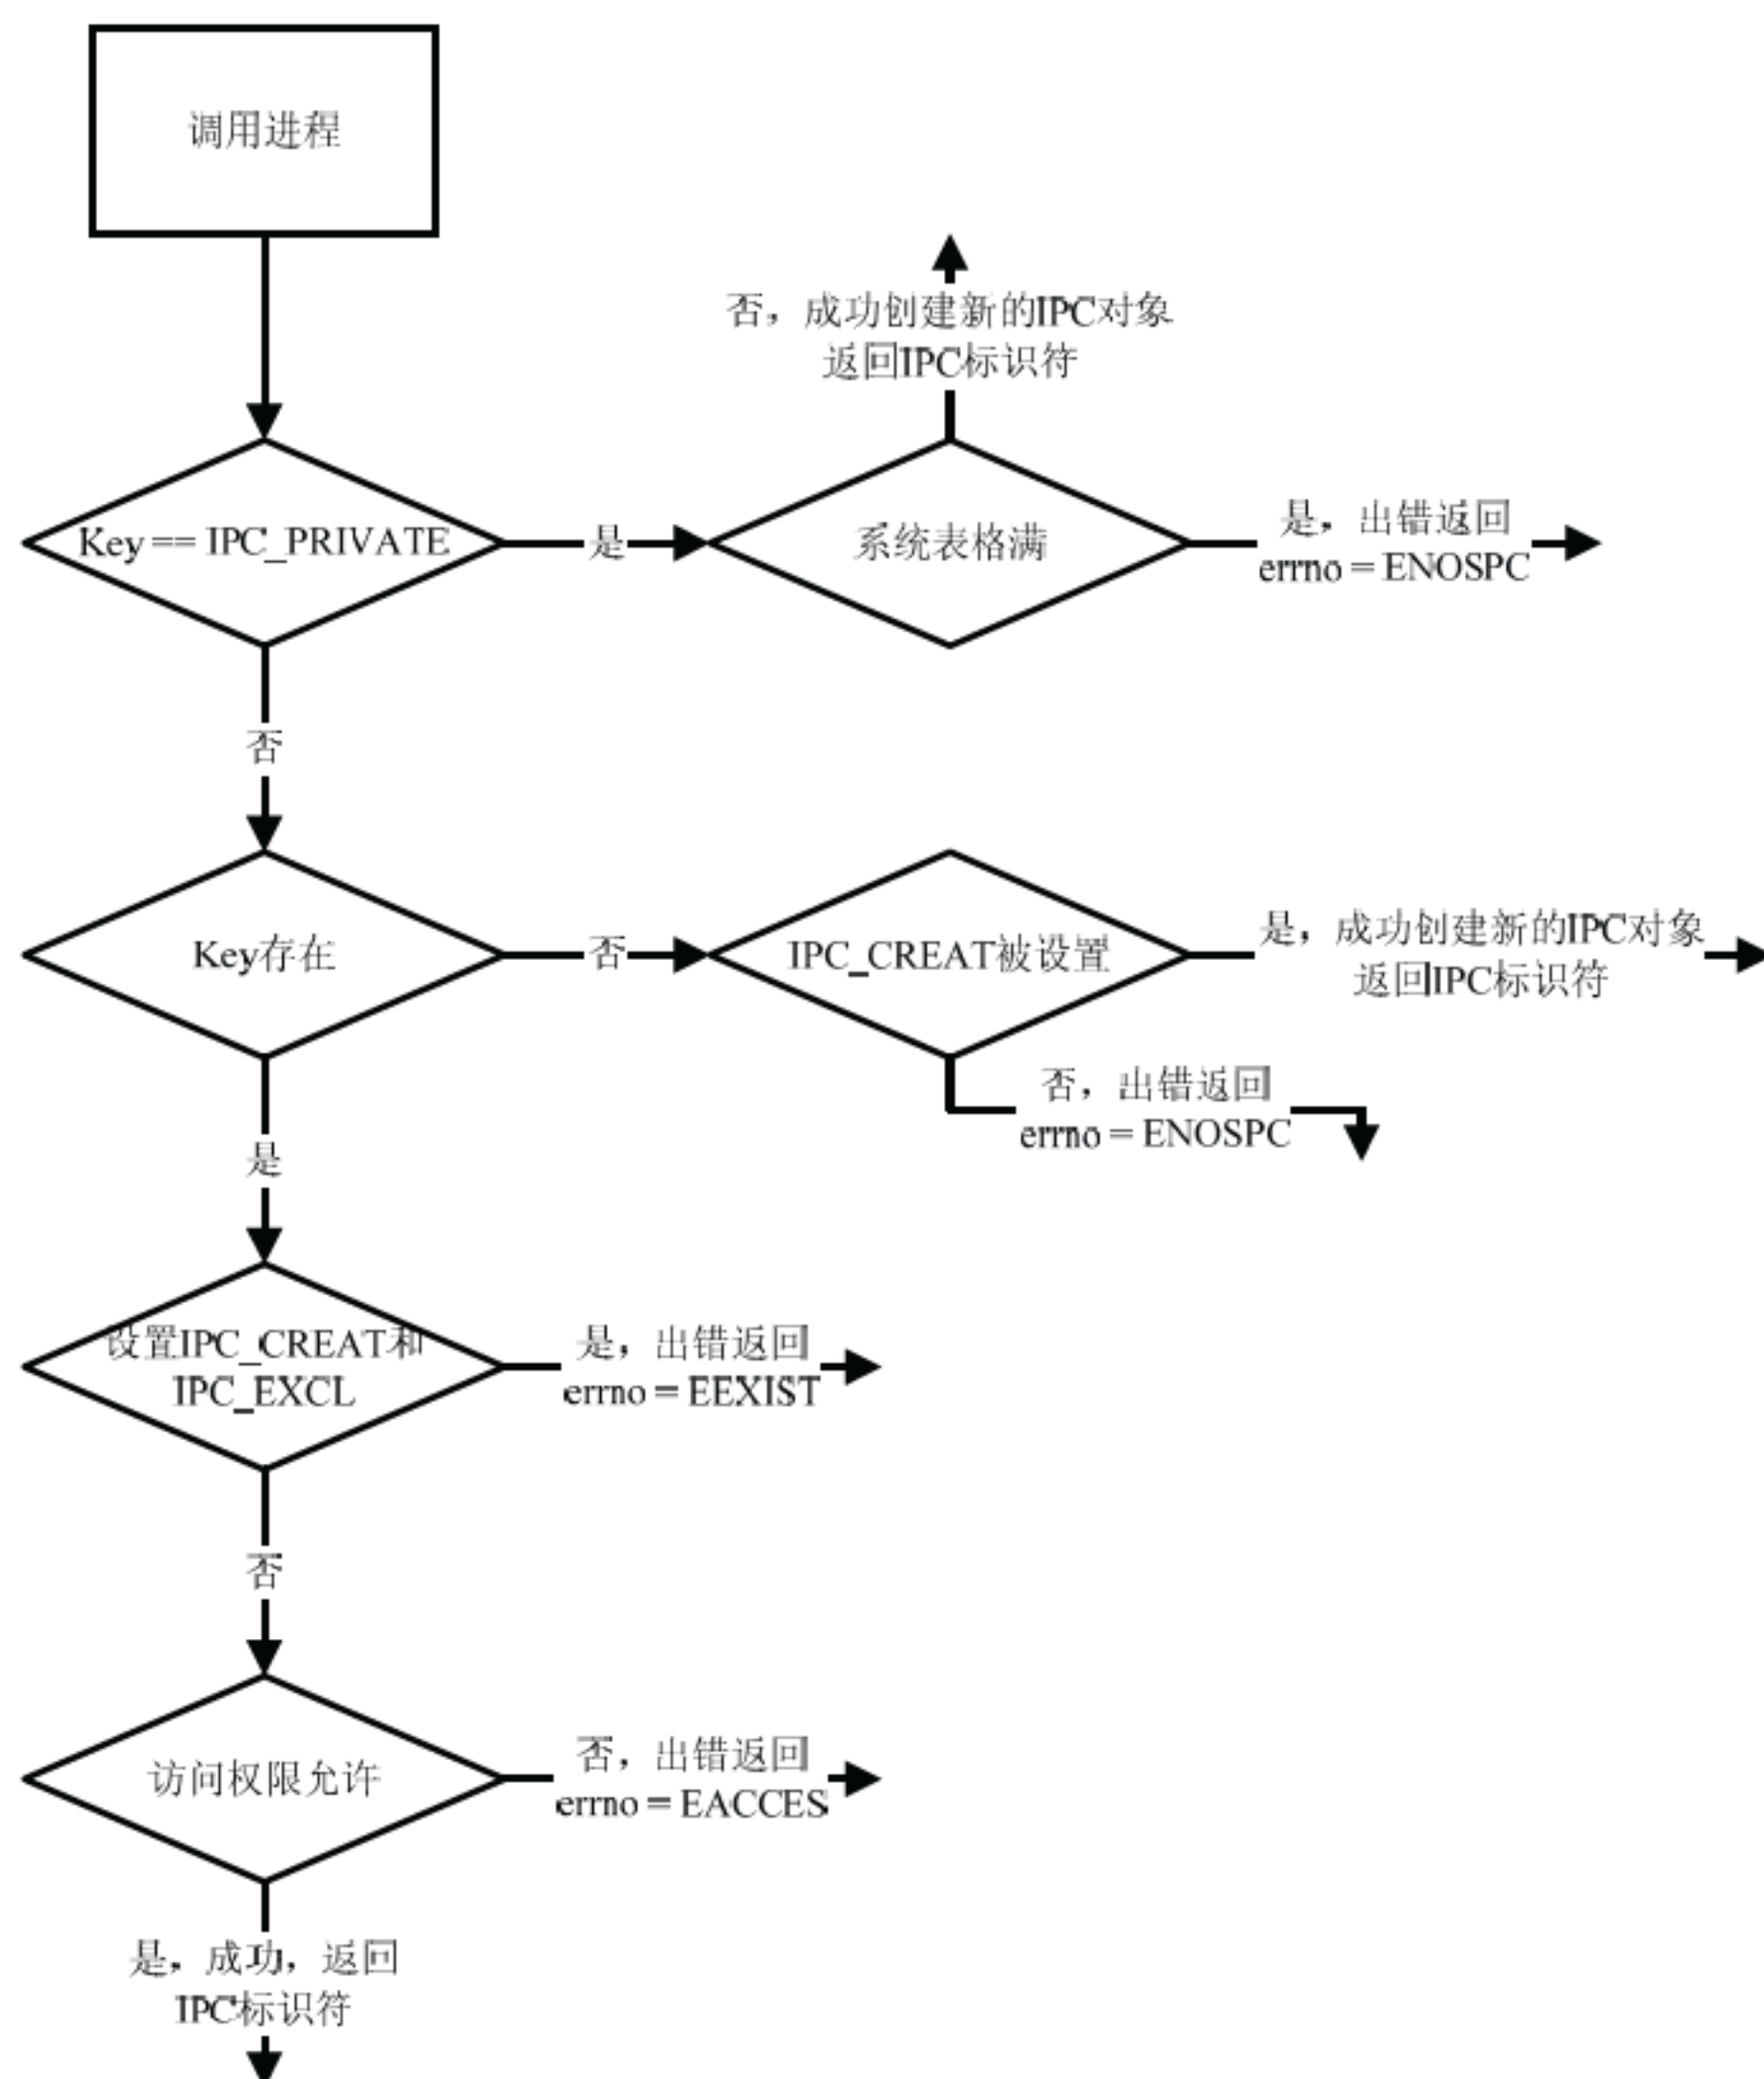 调用进程
否，成功创建新的IPC对象
返回IPC标识符
Key == IPC_PRIVATE
是
系统表格满
是，出错返回
errno = ENOSPC
否
Key存在
否
IPC_CREAT被设置
是，成功创建新的IPC对象
返回IPC标识符
否，出错返回
errno = ENOSPC
是
设置IPC_CREAT和
IPC_EXCL
是，出错返回
errno = EEXIST
否
访问权限允许
否，出错返回
errno = EACCES
是，成功，返回
IPC标识符